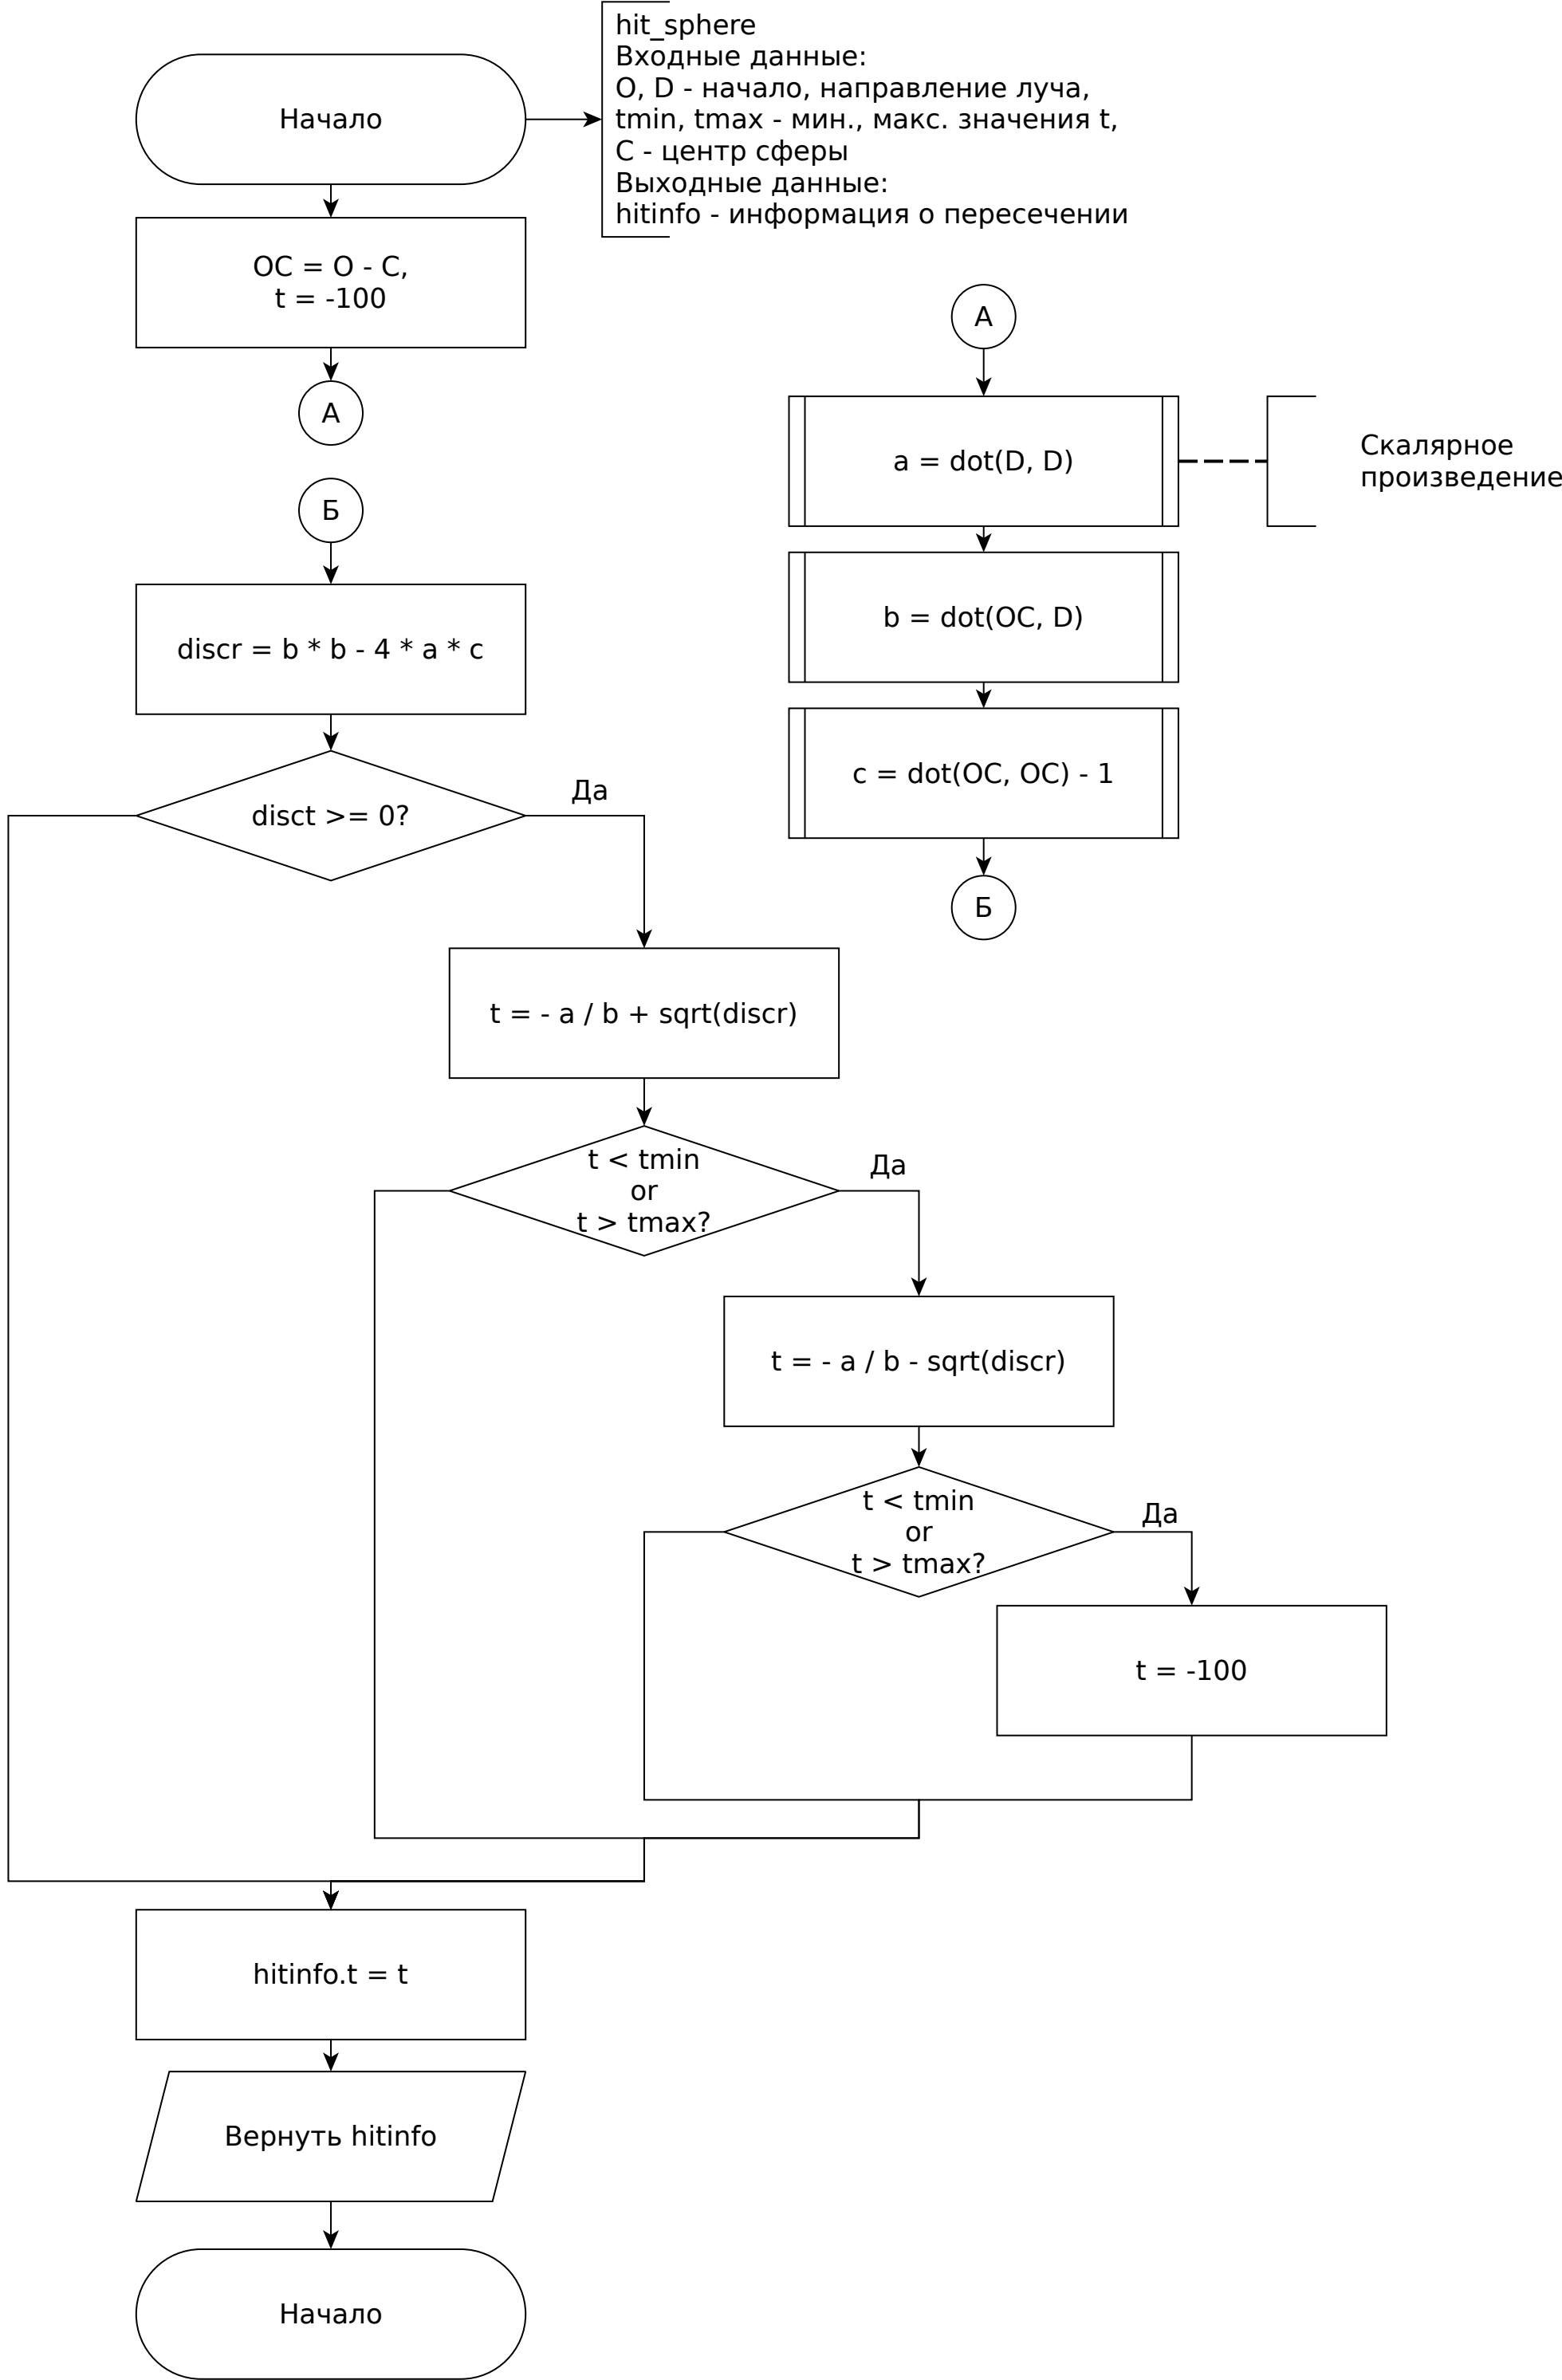 Начало
hit_sphere
Входные данные:
O, D - начало, направление луча,
tmin, tmax - мин., макс. значения t,
C - центр сферы
Выходные данные:
hitinfo - информация о пересечении
OC = O - C,
t = -100
А
Б
discr = b * b - 4 * a * c
disct >= 0?
Да
А
a = dot(D, D)
Скалярное
произведение
b = dot(OC, D)
c = dot(OC, OC) - 1
Б
t = - a / b + sqrt(discr)
t < tmin
or
t > tmax?
Да
t = - a / b - sqrt(discr)
t < tmin
or
t > tmax?
Да
t = -100
hitinfo.t = t
Вернуть hitinfo
Начало